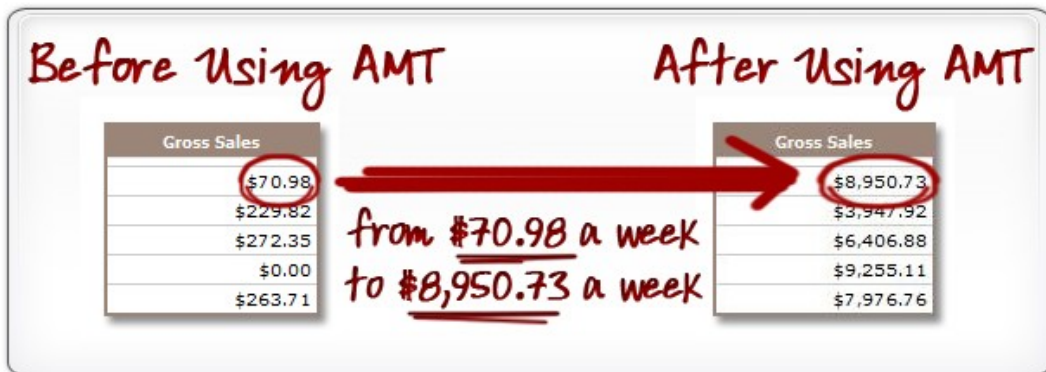 Before Using AMT
After Using AMT
Gross Sales
$70.98
$229.82
$272.35
$0.00
$263.71
from $70.98 a week
to $8,950.73 a week
Gross Sales
$8,950.73
$3,947.92
$6,406.88
$9,255.11
$7,976.76